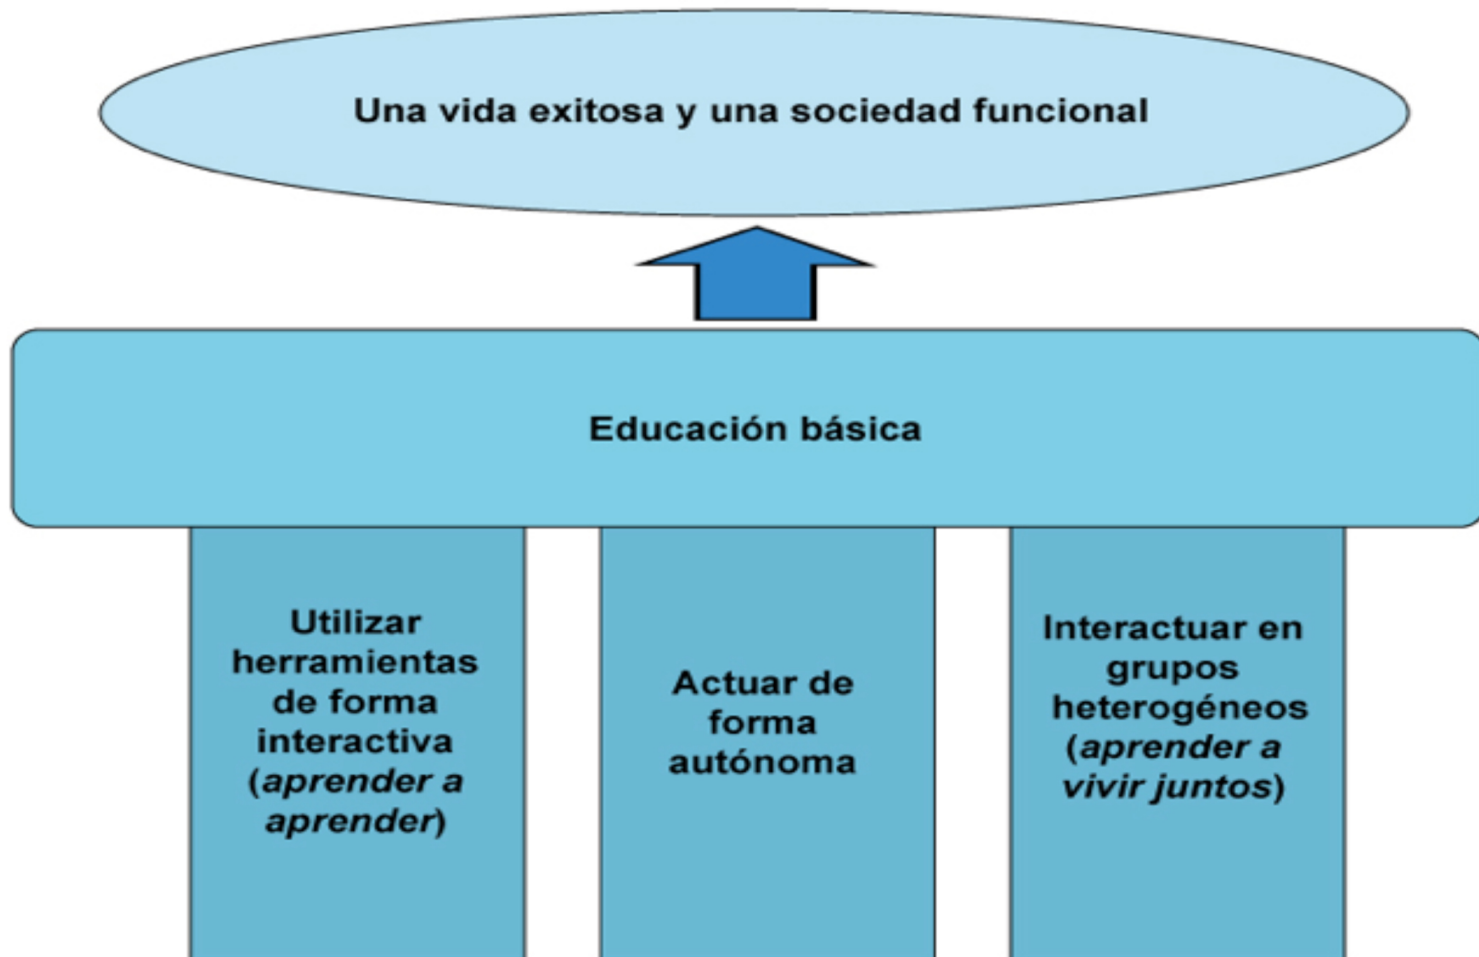 Una vida exitosa y una sociedad funcional
Educación básica
Utilizar
herramientas
de forma
interactiva
(aprender a
aprender)
Actuar de
forma
autónoma
Interactuar en
grupos
heterogéneos
(aprender a
vivir juntos)